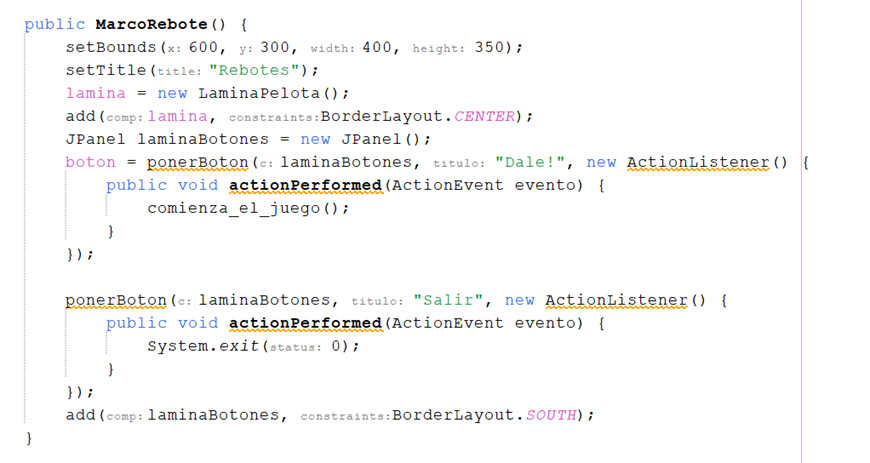 public MarcoRebote() {
    setBounds(x: 600, y: 300, width: 400, height: 350);
    setTitle(title: "Rebotes");
    lamina = new LaminaPelota();
    add(comp: lamina, constraints:BorderLayout.CENTER);
    JPanel laminaBotones = new JPanel();
    boton = ponerBoton(c: laminaBotones, titulo: "Dale!", new ActionListener() {
        public void actionPerformed(ActionEvent evento) {
            comienza_el_juego();
        }
    });

    ponerBoton(c: laminaBotones, titulo: "Salir", new ActionListener() {
        public void actionPerformed(ActionEvent evento) {
            System.exit(status: 0);
        }
    });
    add(comp: laminaBotones, constraints:BorderLayout.SOUTH);
}